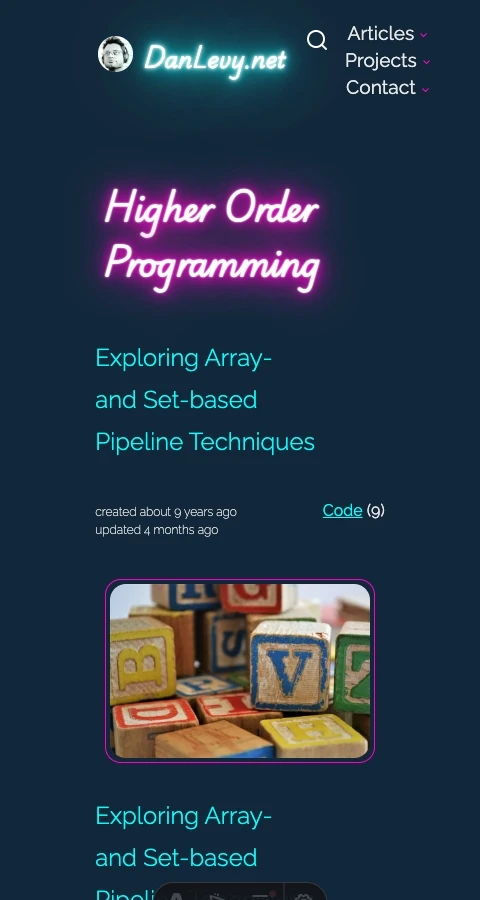 DanLevy.net
Articles
Projects
Contact
Higher Order
Programming
Exploring Array-
and Set-based
Pipeline Techniques
created about 9 years ago
updated 4 months ago
Code (9)
B
S
V
Z
D
H
Exploring Array-
and Set-based